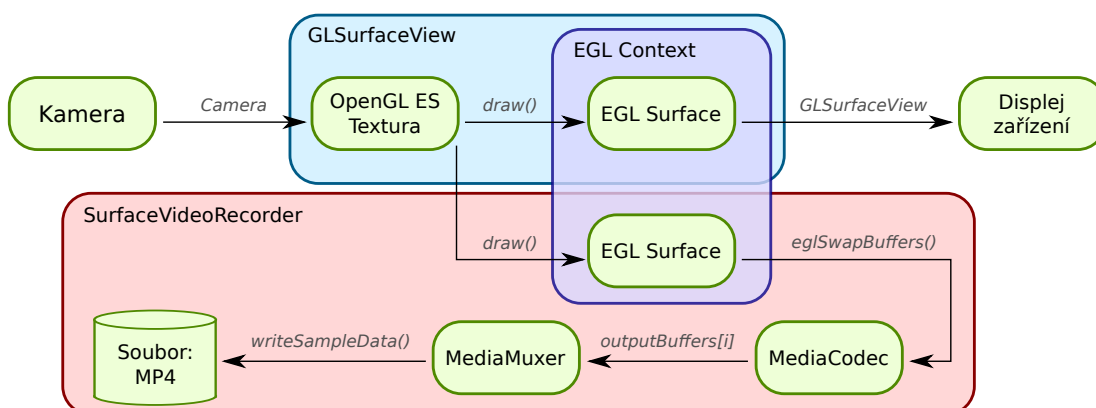 GLSurfaceView
EGL Context
Kamera
Camera
OpenGL ES
Textura
draw()
EGL Surface
GLSurfaceView
Displej
zařízení
SurfaceVideoRecorder
draw()
EGL Surface
eglSwapBuffers()
Soubor:
MP4
writeSampleData()
MediaMuxer
outputBuffers[i]
MediaCodec